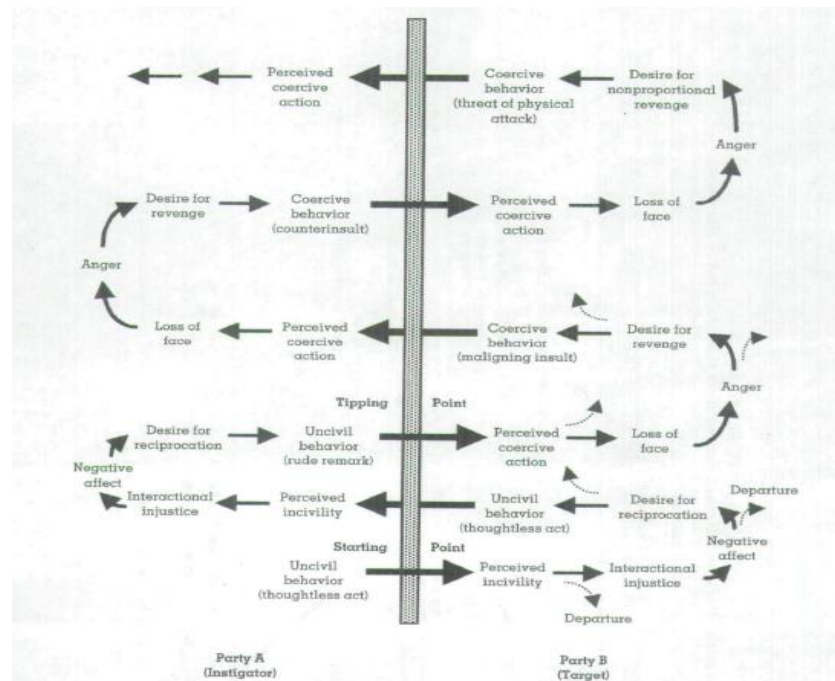 Perceived
coercive
action
Coercive
behavior
(threat of physical
attack)
Desire for
nonproportional
revenge
Anger
Desire for
revenge
Coercive
behavior
(counterinsult)
Perceived
coercive
action
Loss of
face
Anger
Loss of
face
Perceived
coercive
action
Coercive
behavior
(maligning insult)
Desire for
revenge
Anger
Tipping Point
Desire for
reciprocation
Uncivil
behavior
(rude remark)
Perceived
coercive
action
Loss of
face
Negative
affect
Interactional
injustice
Perceived
incivility
Uncivil
behavior
(thoughtless act)
Desire for
reciprocation
Departure
Negative
affect
Starting Point
Uncivil
behavior
(thoughtless act)
Perceived
incivility
Interactional
injustice
Departure
Party A
(Instigator)
Party B
(Target)